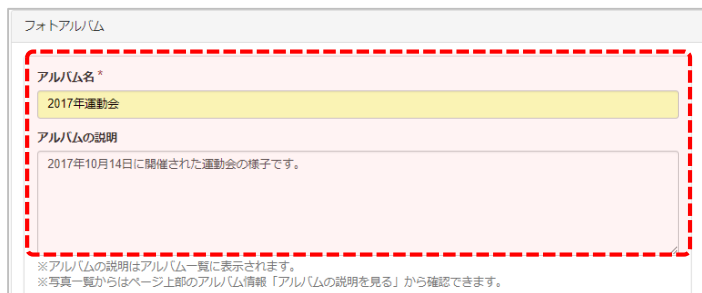 フォトアルバム
アルバム名 *
2017年運動会
アルバムの説明
2017年10月14日に開催された運動会の様子です。
※アルバムの説明はアルバム一覧に表示されます。
※写真一覧からはページ上部のアルバム情報「アルバムの説明を見る」から確認できます。